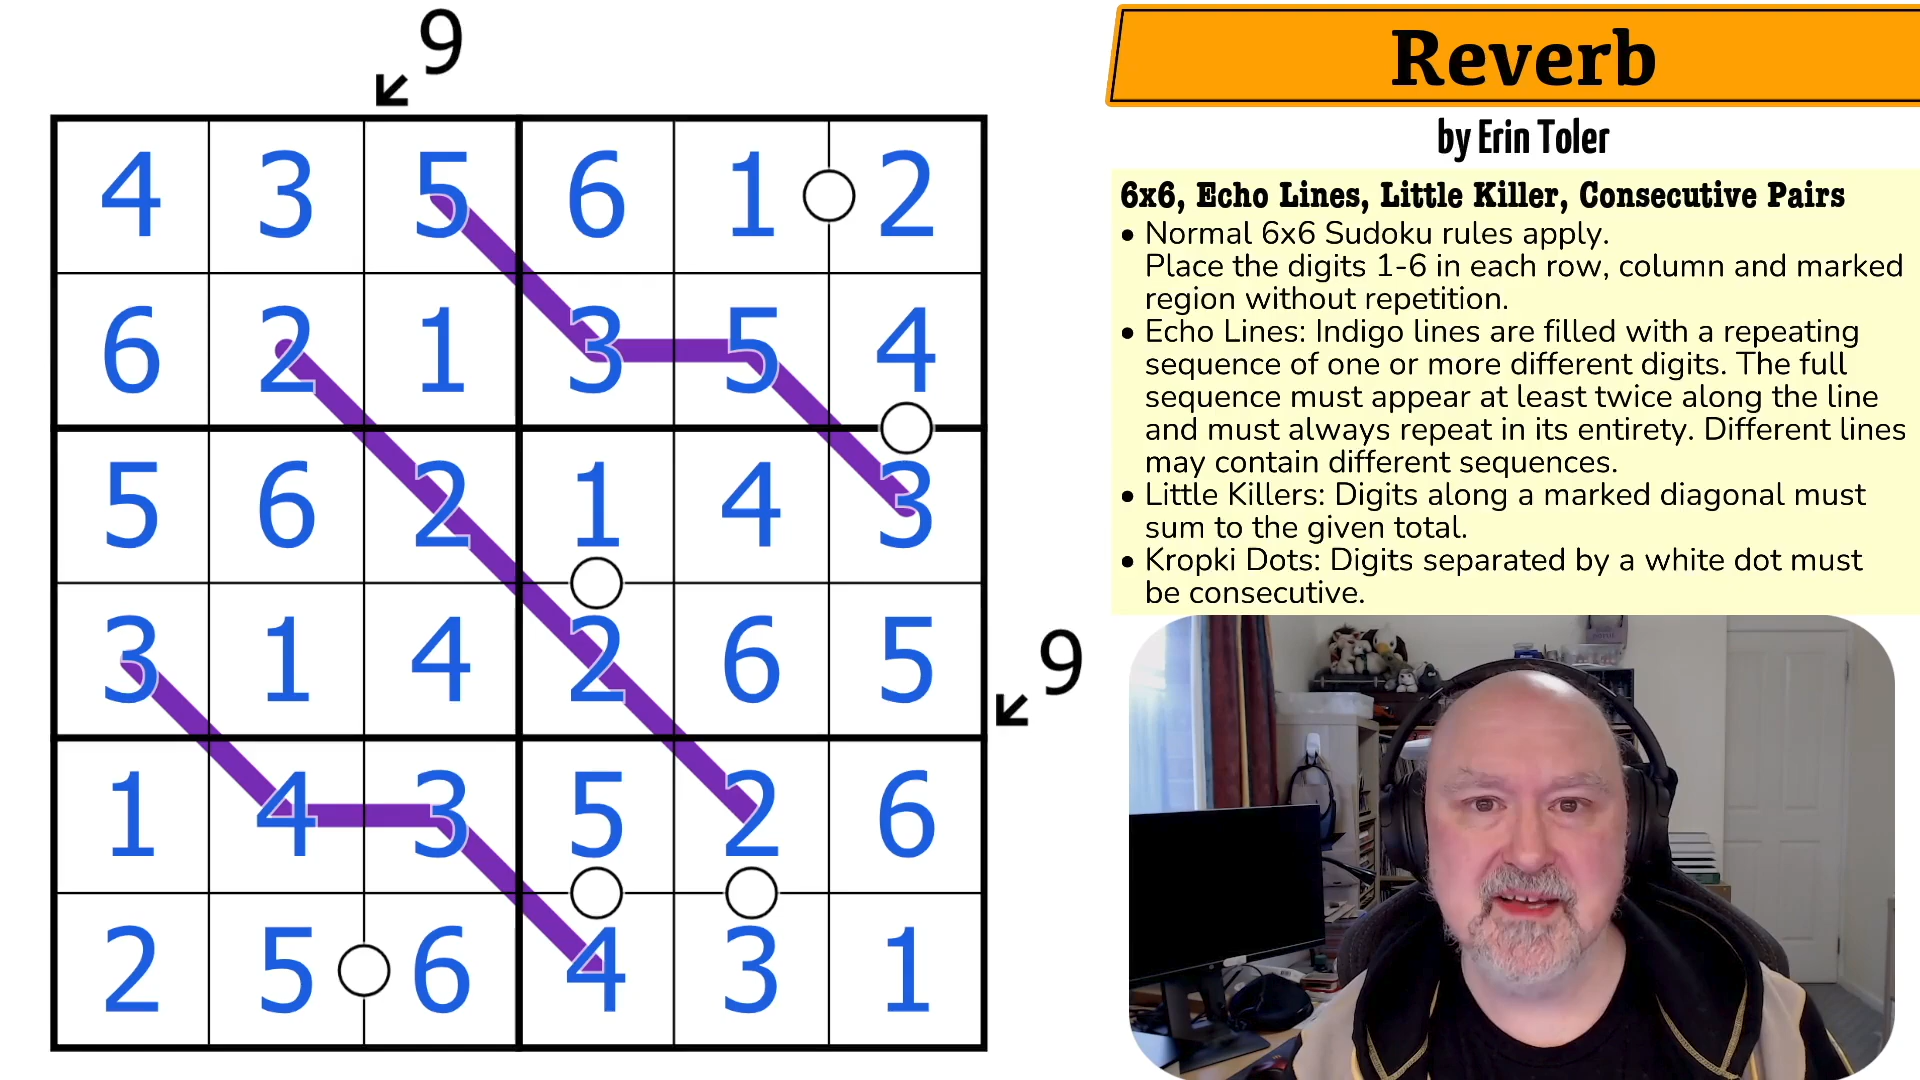 9
4 3 5 6 1 2
6 2 1 3 5 4
5 6 2 1 4 3
3 1 4 2 6 5
9
1 4 3 5 2 6
2 5 6 4 3 1
Reverb
by Erin Toler
6x6, Echo Lines, Little Killer, Consecutive Pairs
• Normal 6x6 Sudoku rules apply.
Place the digits 1-6 in each row, column and marked
region without repetition.
• Echo Lines: Indigo lines are filled with a repeating
sequence of one or more different digits. The full
sequence must appear at least twice along the line
and must always repeat in its entirety. Different lines
may contain different sequences.
• Little Killers: Digits along a marked diagonal must
sum to the given total.
• Kropki Dots: Digits separated by a white dot must
be consecutive.